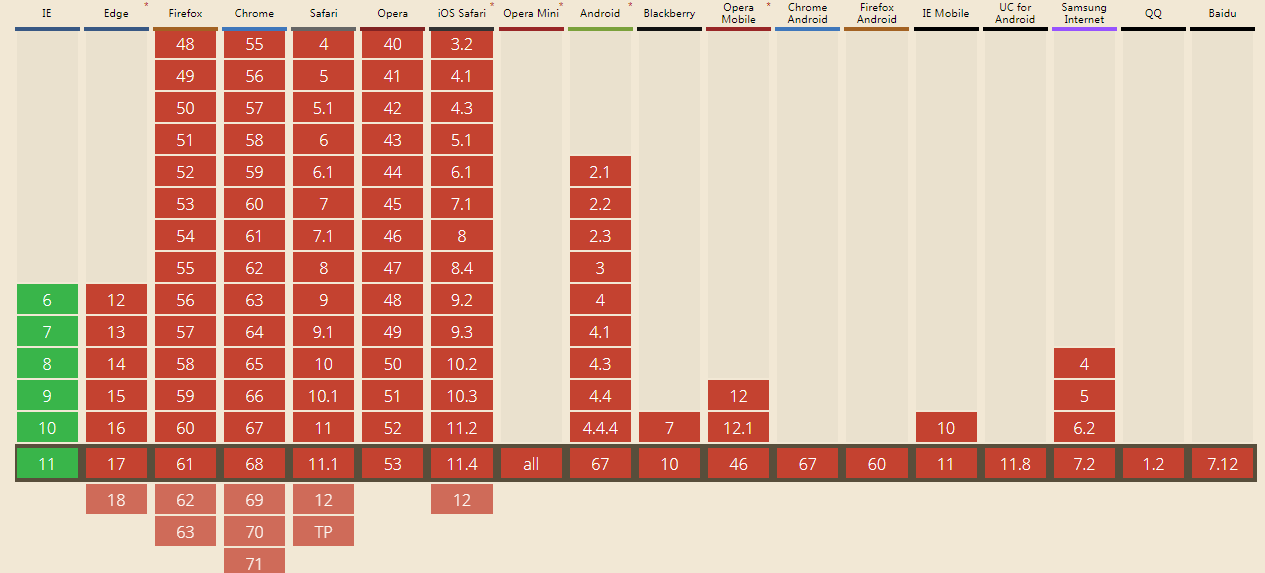 IE Edge * Firefox Chrome Safari Opera iOS Safari * Opera Mini * Android * Blackberry Opera Mobile * Chrome Android Firefox Android IE Mobile UC for Android Samsung Internet QQ Baidu
48 55 4 40 3.2
49 56 5 41 4.1
50 57 5.1 42 4.3
51 58 6 43 5.1
52 59 6.1 44 6.1 2.1
53 60 7 45 7.1 2.2
54 61 7.1 46 8 2.3
55 62 8 47 8.4 3
6 12 56 63 9 48 9.2 4
7 13 57 64 9.1 49 9.3 4.1
8 14 58 65 10 50 10.2 4.3 4
9 15 59 66 10.1 51 10.3 4.4 12 5
10 16 60 67 11 52 11.2 4.4.4 7 12.1 10 6.2
11 17 61 68 11.1 53 11.4 all 67 10 46 67 60 11 11.8 7.2 1.2 7.12
18 62 69 12 12
63 70 TP
71